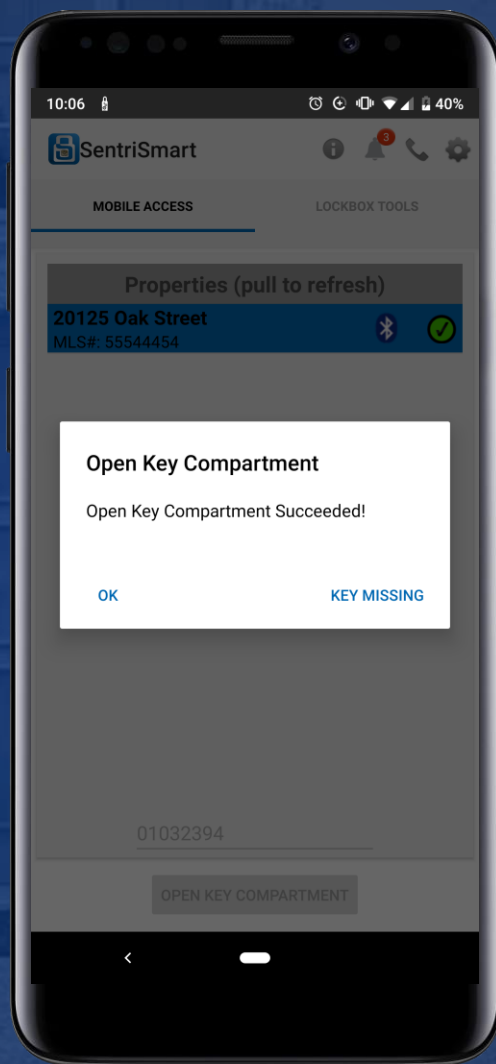 10:06
40%
SentriSmart
3
MOBILE ACCESS
LOCKBOX TOOLS
Properties (pull to refresh)
20125 Oak Street
MLS#: 55544454
Open Key Compartment
Open Key Compartment Succeeded!
OK
KEY MISSING
01032394
OPEN KEY COMPARTMENT